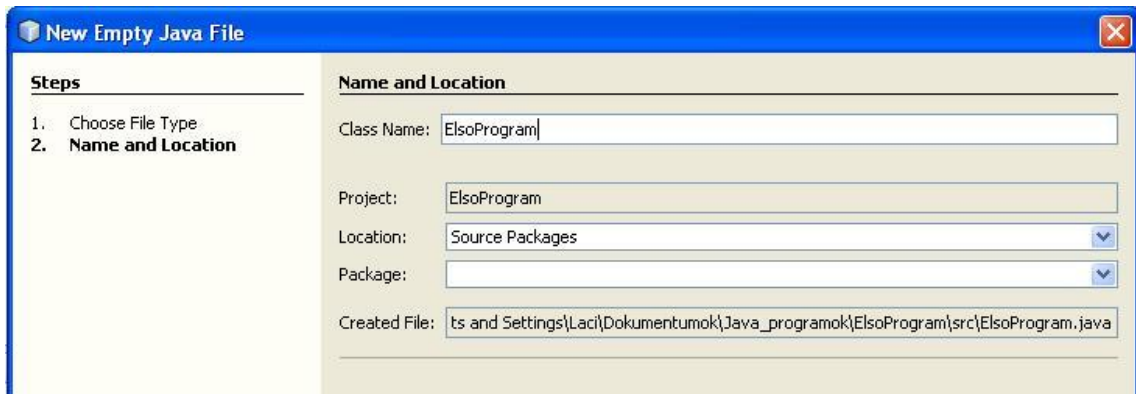 New Empty Java File
Steps
1. Choose File Type
2. Name and Location
Name and Location
Class Name: ElsoProgram
Project: ElsoProgram
Location: Source Packages
Package:
Created File: ts and Settings\Laci\Dokumentumok\Java_programok\ElsoProgram\src\ElsoProgram.java